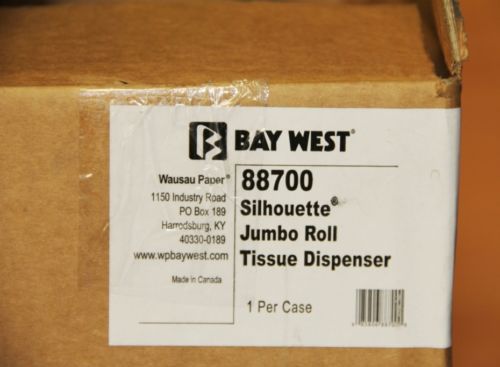 BAY WEST®
Wausau Paper®
1150 Industry Road
PO Box 189
Harrodsburg, KY
40330-0189
www.wpbaywest.com
Made in Canada
88700
Silhouette®
Jumbo Roll
Tissue Dispenser
1 Per Case